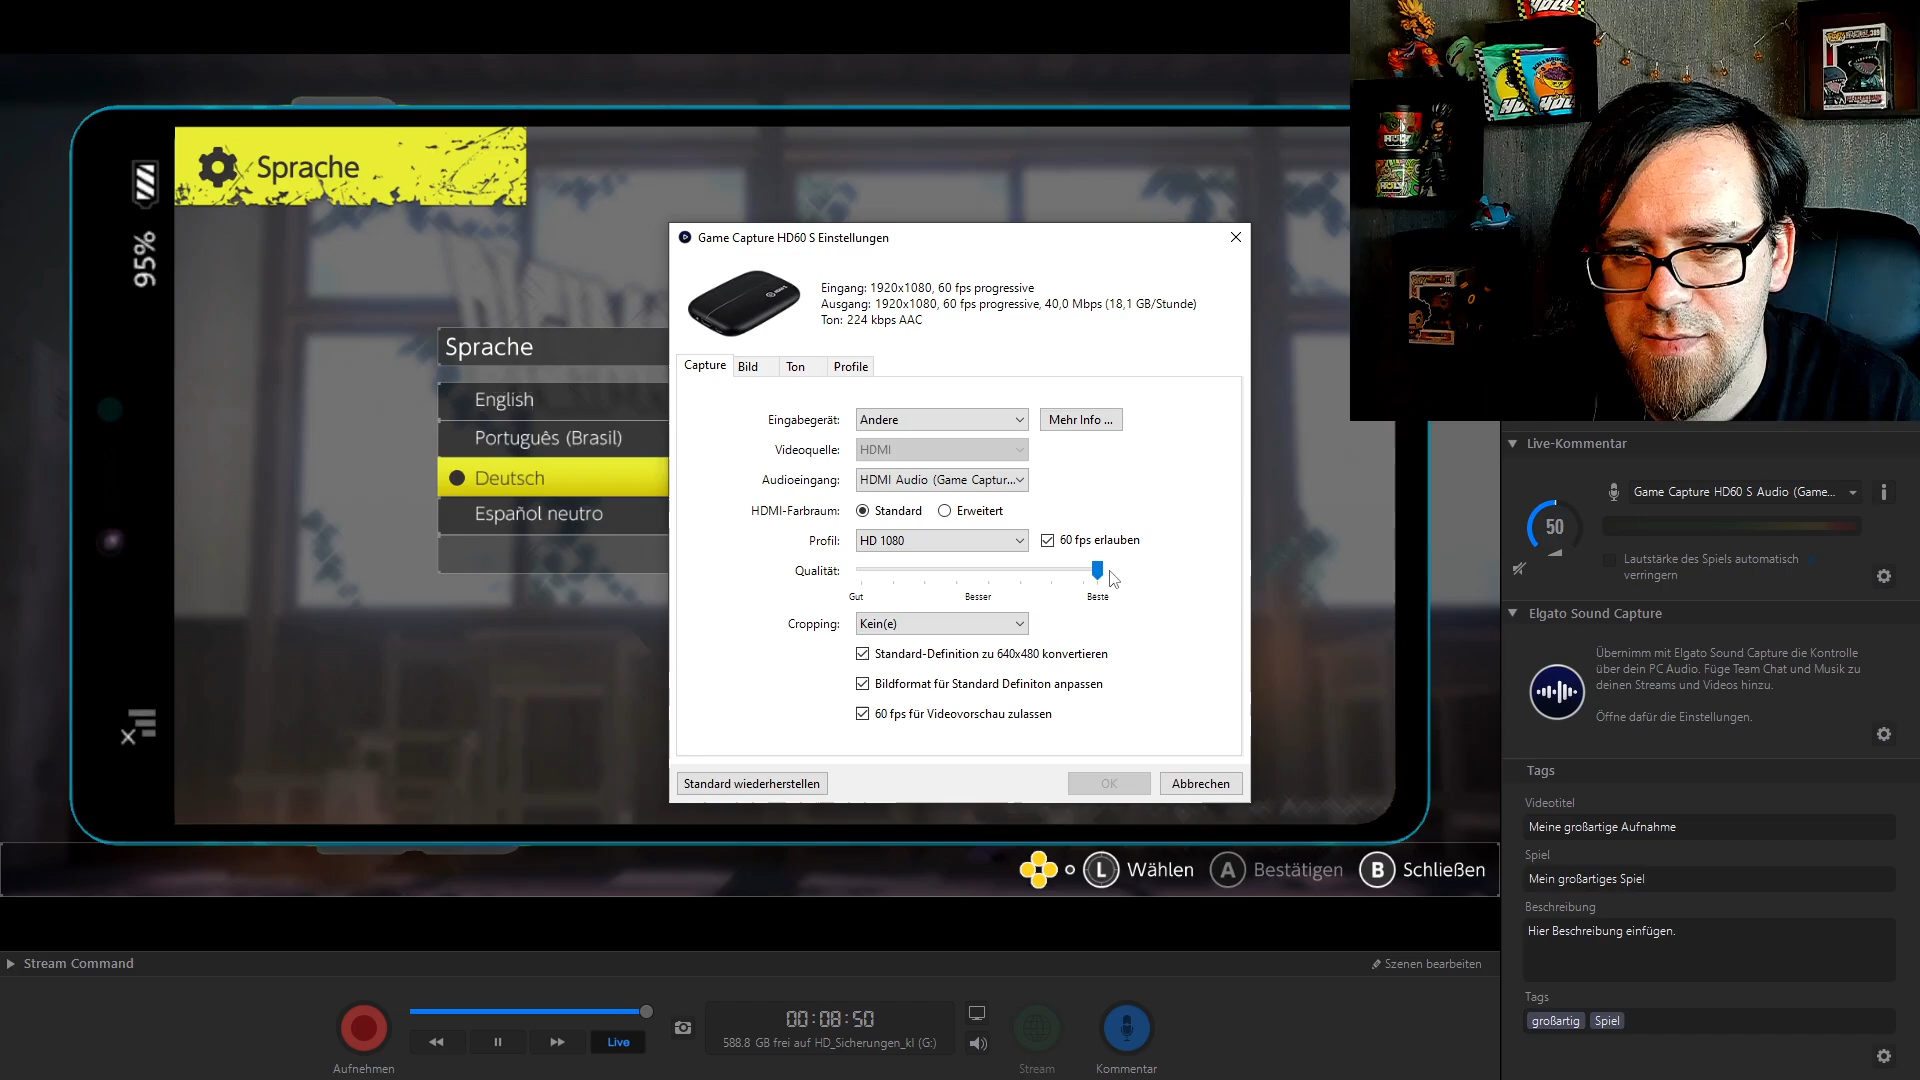 Sprache
95%
Sprache
English
Português (Brasil)
Deutsch
Español neutro
L Wählen A Bestätigen B Schließen
Game Capture HD60 S Einstellungen
Eingang: 1920x1080, 60 fps progressive
Ausgang: 1920x1080, 60 fps progressive, 40,0 Mbps (18,1 GB/Stunde)
Ton: 224 kbps AAC
Capture Bild Ton Profile
Eingabegerät: Andere Mehr Info ...
Videoquelle: HDMI
Audioeingang: HDMI Audio (Game Captur...
HDMI-Farbraum: Standard Erweitert
Profil: HD 1080 60 fps erlauben
Qualität:
Gut Besser Beste
Cropping: Kein(e)
Standard-Definition zu 640x480 konvertieren
Bildformat für Standard Definiton anpassen
60 fps für Videovorschau zulassen
Standard wiederherstellen OK Abbrechen
Live-Kommentar
Game Capture HD60 S Audio (Game...
50
Lautstärke des Spiels automatisch
verringern
Elgato Sound Capture
Übernimm mit Elgato Sound Capture die Kontrolle
über dein PC Audio. Füge Team Chat und Musik zu
deinen Streams und Videos hinzu.
Öffne dafür die Einstellungen.
Tags
Videotitel
Meine großartige Aufnahme
Spiel
Mein großartiges Spiel
Beschreibung
Hier Beschreibung einfügen.
Tags
großartig Spiel
Stream Command
Szenen bearbeiten
Aufnehmen
Live
00:08:50
588.8 GB frei auf HD_Sicherungen_kl (G:)
Stream
Kommentar